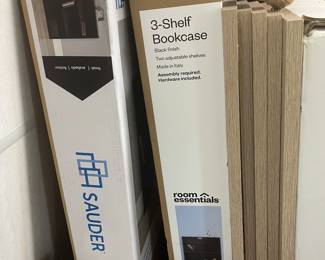 3-Shelf
Bookcase
Black finish
Two adjustable shelves.
Made in Italy
Assembly required.
Hardware included.
room
essentials
SAUDER